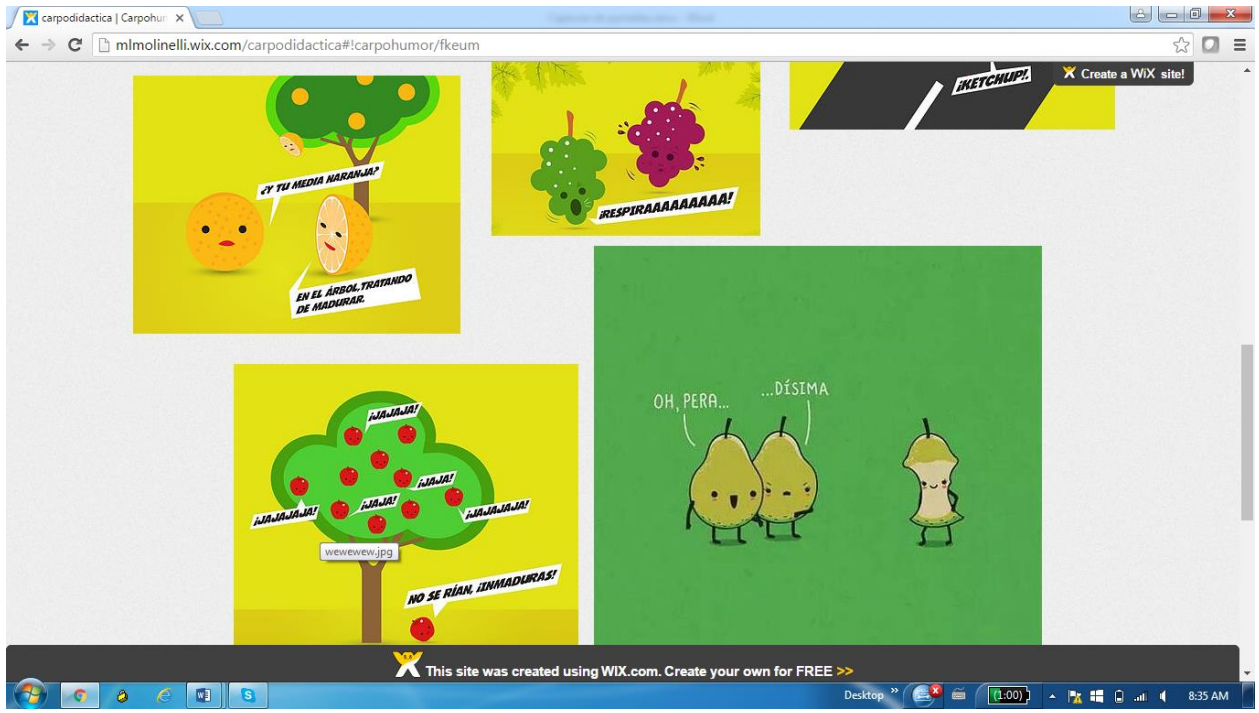 carpodidactica | Carpohur
mlmolinelli.wix.com/carpodidactica#!carpohumor/fkeum
Create a WiX site!
¡KETCHUP!.
¿Y TU MEDIA NARANJA?
EN EL ÁRBOL,TRATANDO
DE MADURAR.
¡RESPIRAAAAAAAAA!
OH, PERA...
...DÍSIMA
¡JAJAJA!
¡JAJA!
¡JAJA!
¡JAJAJAJA!
¡JAJAJAJA!
wewewew.jpg
NO SE RÍAN, ¡INMADURAS!
This site was created using WIX.com. Create your own for FREE >>
Desktop »
(1:00)
8:35 AM